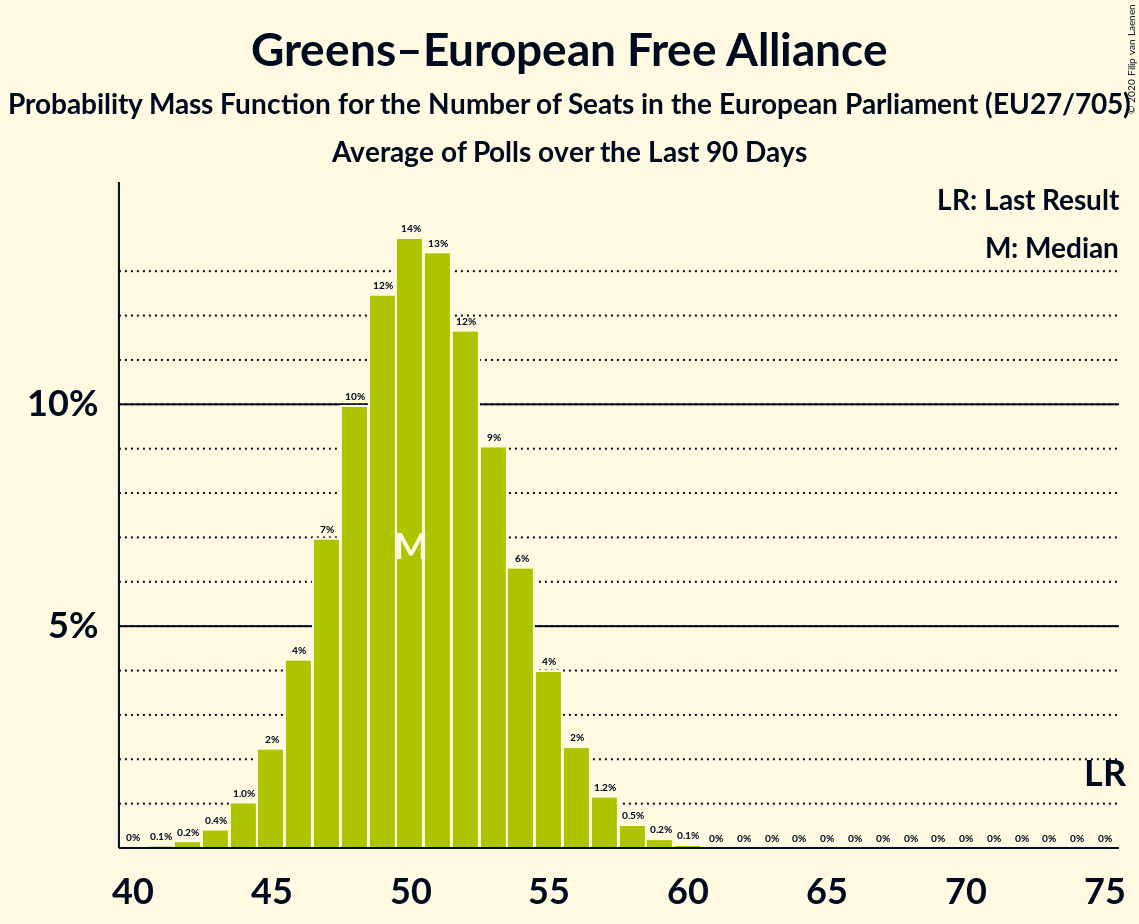 Greens–European Free Alliance
Probability Mass Function for the Number of Seats in the European Parliament (EU27/705)
Average of Polls over the Last 90 Days
© 2020 Filip van Laenen
LR: Last Result
M: Median
10%
5%
0% 0.1% 0.2% 0.4% 1.0% 2% 4% 7% 10% 12% 14% 13% 12% 9% 6% 4% 2% 1.2% 0.5% 0.2% 0.1% 0% 0% 0% 0% 0% 0% 0% 0% 0% 0% 0% 0% 0% 0% 0%
M
LR
40 45 50 55 60 65 70 75